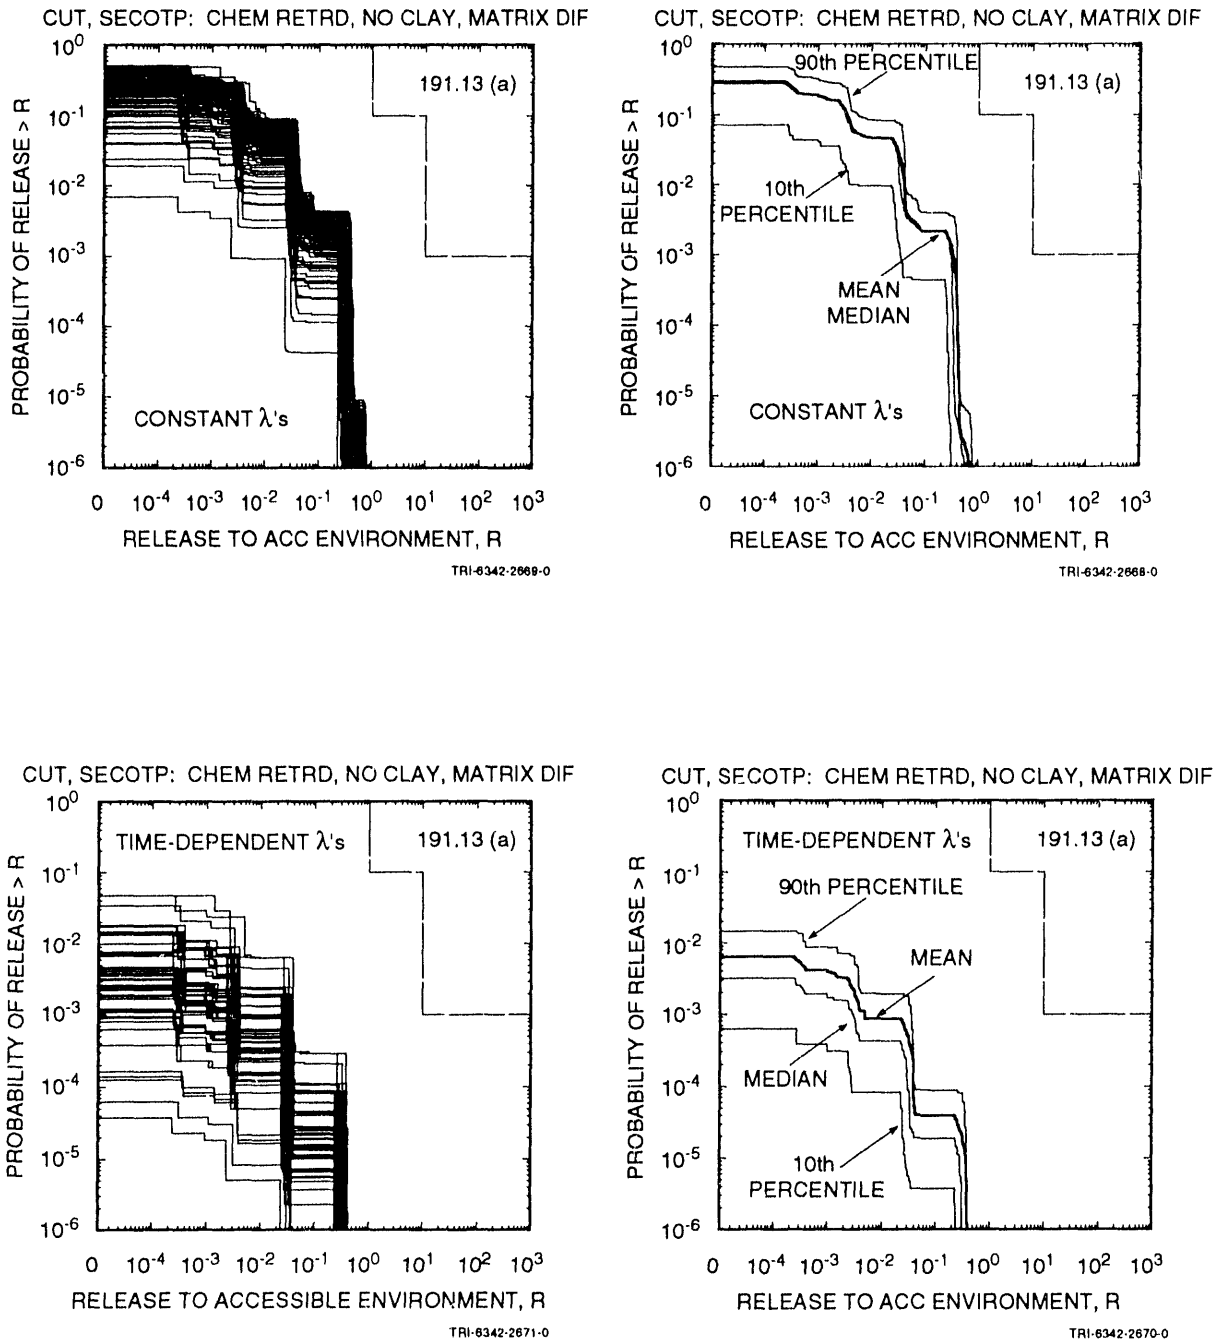 CUT, SECOTP: CHEM RETRD, NO CLAY, MATRIX DIF
10^0
10^-1
10^-2
10^-3
10^-4
10^-5
10^-6
PROBABILITY OF RELEASE > R
191.13 (a)
CONSTANT λ's
0 10^-4 10^-3 10^-2 10^-1 10^0 10^1 10^2 10^3
RELEASE TO ACC ENVIRONMENT, R
TRI-6342-2669-0
CUT, SECOTP: CHEM RETRD, NO CLAY, MATRIX DIF
10^0
10^-1
10^-2
10^-3
10^-4
10^-5
10^-6
PROBABILITY OF RELEASE > R
90th PERCENTILE
191.13 (a)
10th
PERCENTILE
MEAN
MEDIAN
CONSTANT λ's
0 10^-4 10^-3 10^-2 10^-1 10^0 10^1 10^2 10^3
RELEASE TO ACC ENVIRONMENT, R
TRI-6342-2668-0
CUT, SECOTP: CHEM RETRD, NO CLAY, MATRIX DIF
10^0
10^-1
10^-2
10^-3
10^-4
10^-5
10^-6
PROBABILITY OF RELEASE > R
TIME-DEPENDENT λ's
191.13 (a)
0 10^-4 10^-3 10^-2 10^-1 10^0 10^1 10^2 10^3
RELEASE TO ACCESSIBLE ENVIRONMENT, R
TRI-6342-2671-0
CUT, SECOTP: CHEM RETRD, NO CLAY, MATRIX DIF
10^0
10^-1
10^-2
10^-3
10^-4
10^-5
10^-6
PROBABILITY OF RELEASE > R
TIME-DEPENDENT λ's
191.13 (a)
90th PERCENTILE
MEAN
MEDIAN
10th
PERCENTILE
0 10^-4 10^-3 10^-2 10^-1 10^0 10^1 10^2 10^3
RELEASE TO ACC ENVIRONMENT, R
TRI-6342-2670-0